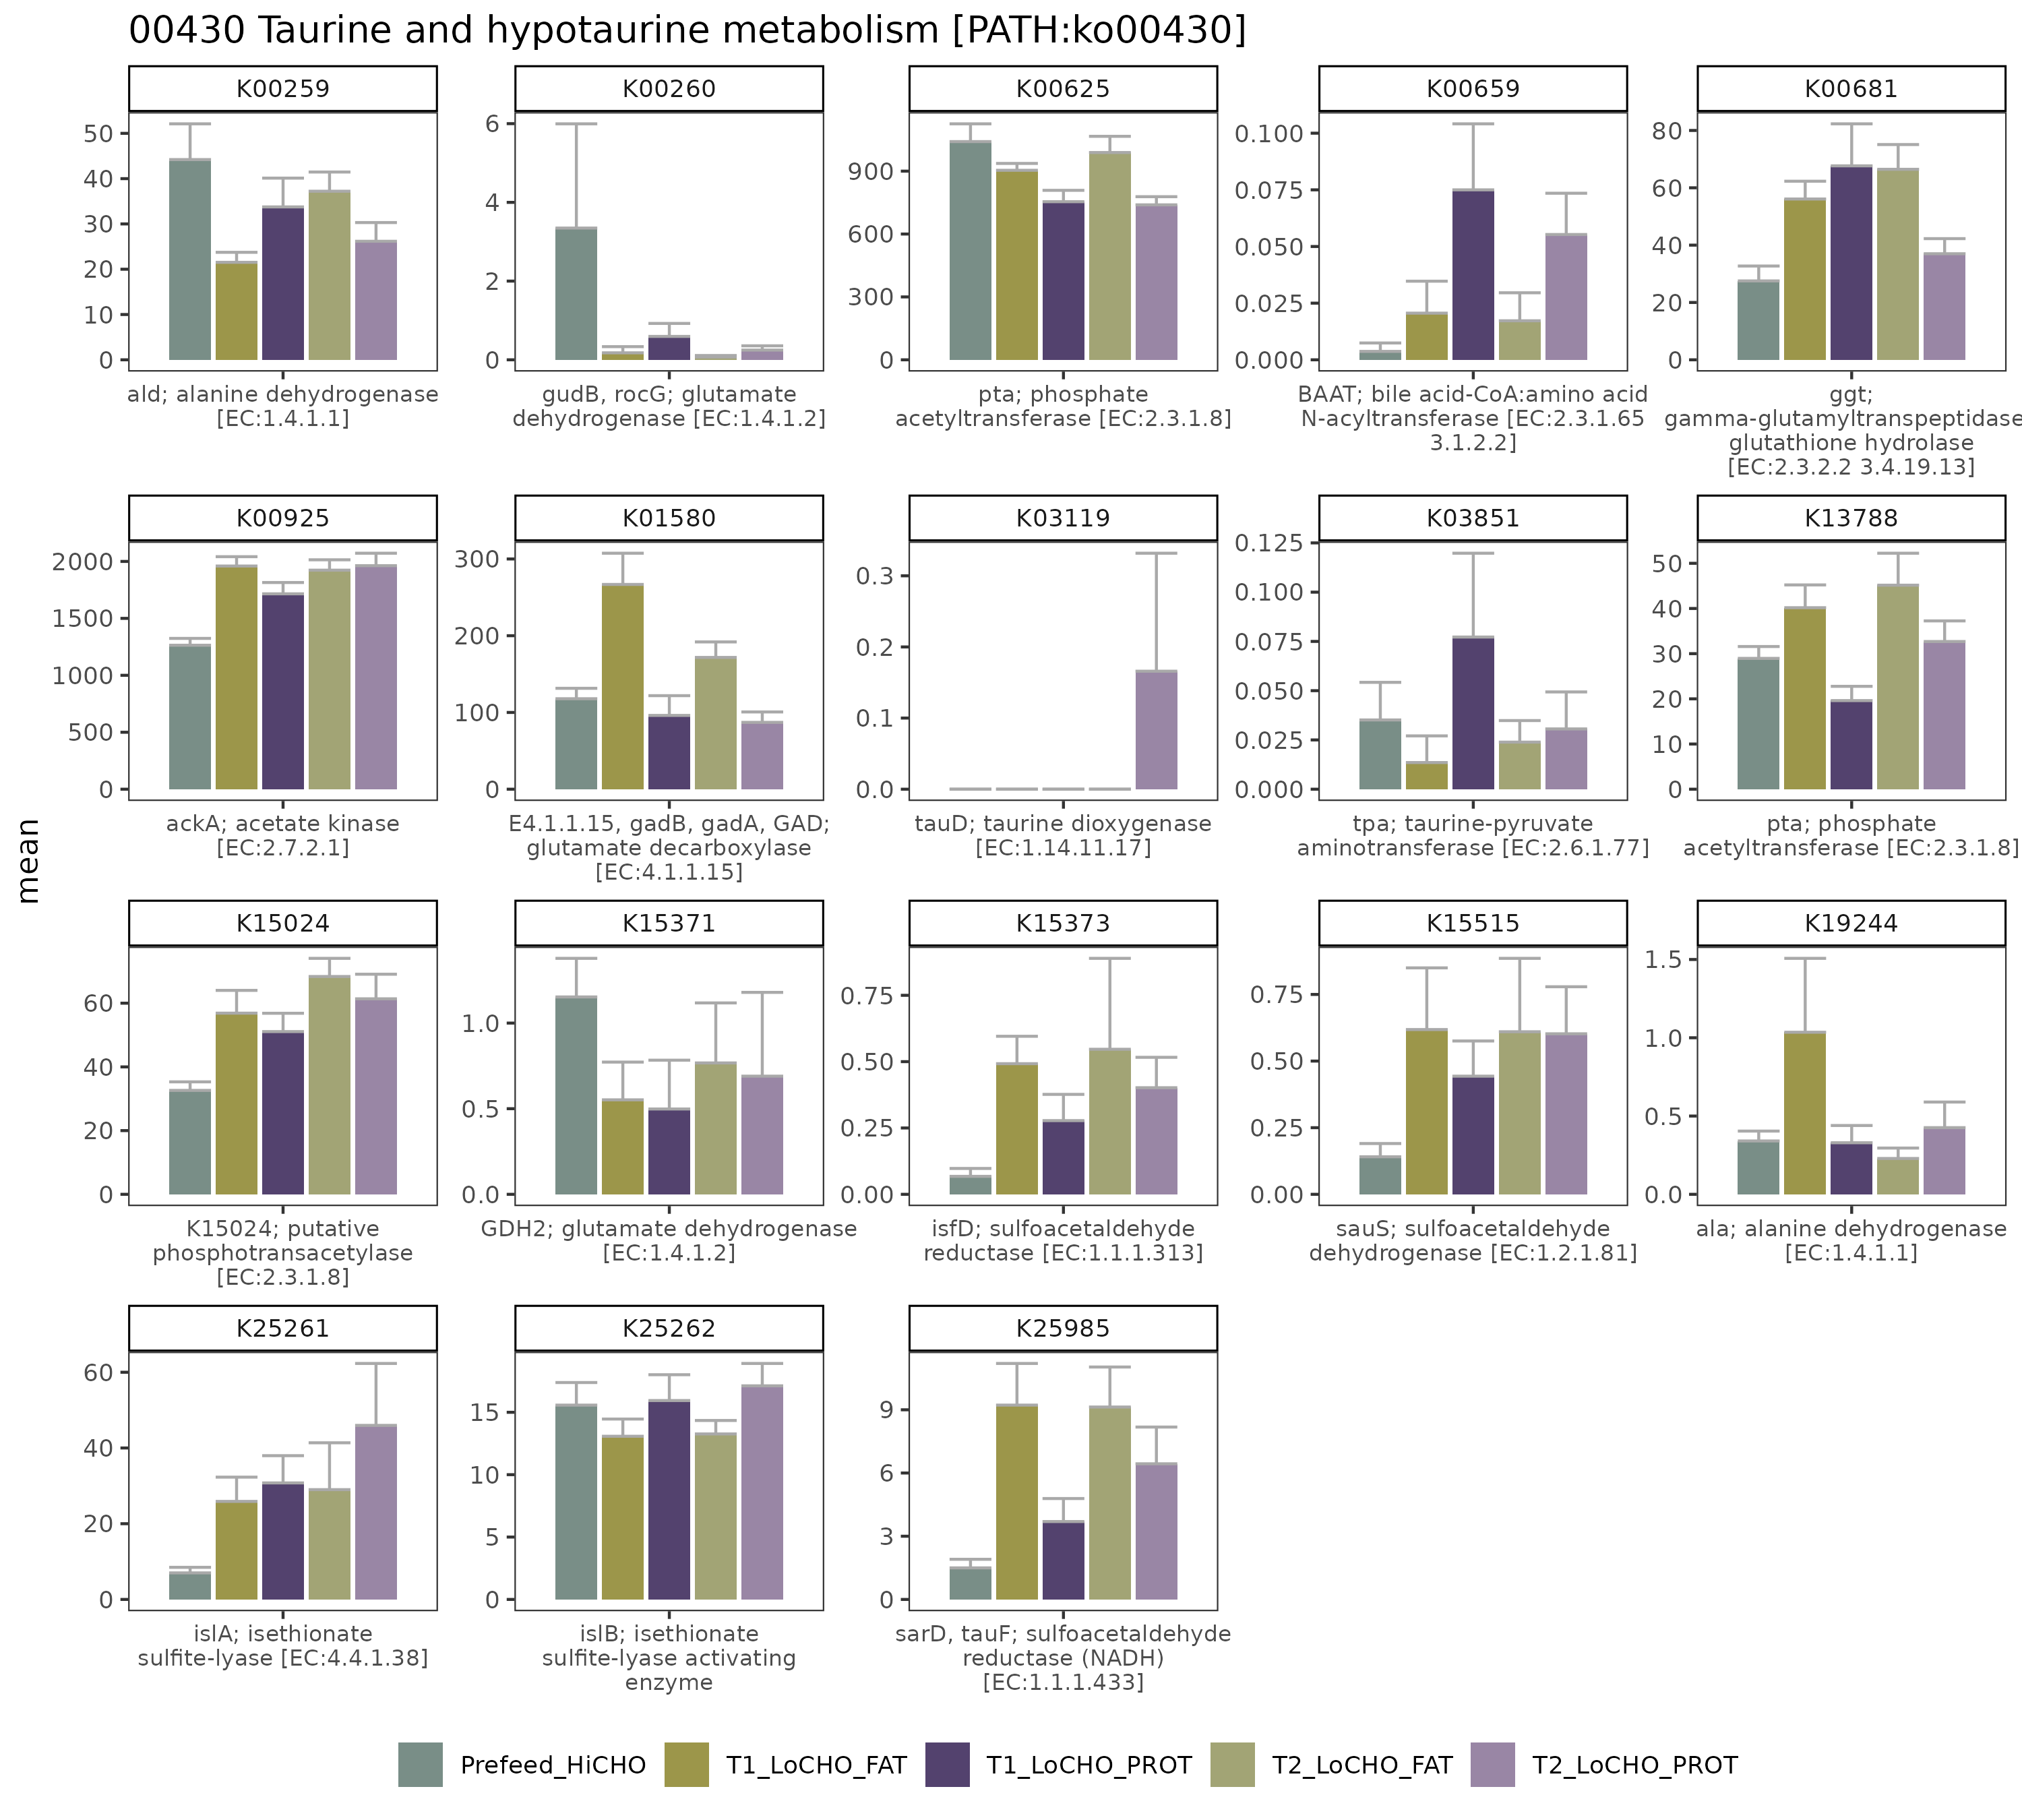 00430 Taurine and hypotaurine metabolism [PATH:ko00430]
mean
K00259
50
40
30
20
10
0
ald; alanine dehydrogenase
[EC:1.4.1.1]
K00260
6
4
2
0
gudB, rocG; glutamate
dehydrogenase [EC:1.4.1.2]
K00625
900
600
300
0
pta; phosphate
acetyltransferase [EC:2.3.1.8]
K00659
0.100
0.075
0.050
0.025
0.000
BAAT; bile acid-CoA:amino acid
N-acyltransferase [EC:2.3.1.65
3.1.2.2]
K00681
80
60
40
20
0
ggt;
gamma-glutamyltranspeptidase
glutathione hydrolase
[EC:2.3.2.2 3.4.19.13]
K00925
2000
1500
1000
500
0
ackA; acetate kinase
[EC:2.7.2.1]
K01580
300
200
100
0
E4.1.1.15, gadB, gadA, GAD;
glutamate decarboxylase
[EC:4.1.1.15]
K03119
0.3
0.2
0.1
0.0
tauD; taurine dioxygenase
[EC:1.14.11.17]
K03851
0.125
0.100
0.075
0.050
0.025
0.000
tpa; taurine-pyruvate
aminotransferase [EC:2.6.1.77]
K13788
50
40
30
20
10
0
pta; phosphate
acetyltransferase [EC:2.3.1.8]
K15024
60
40
20
0
K15024; putative
phosphotransacetylase
[EC:2.3.1.8]
K15371
1.0
0.5
0.0
GDH2; glutamate dehydrogenase
[EC:1.4.1.2]
K15373
0.75
0.50
0.25
0.00
isfD; sulfoacetaldehyde
reductase [EC:1.1.1.313]
K15515
0.75
0.50
0.25
0.00
sauS; sulfoacetaldehyde
dehydrogenase [EC:1.2.1.81]
K19244
1.5
1.0
0.5
0.0
ala; alanine dehydrogenase
[EC:1.4.1.1]
K25261
60
40
20
0
islA; isethionate
sulfite-lyase [EC:4.4.1.38]
K25262
15
10
5
0
islB; isethionate
sulfite-lyase activating
enzyme
K25985
9
6
3
0
sarD, tauF; sulfoacetaldehyde
reductase (NADH)
[EC:1.1.1.433]
Prefeed_HiCHO
T1_LoCHO_FAT
T1_LoCHO_PROT
T2_LoCHO_FAT
T2_LoCHO_PROT